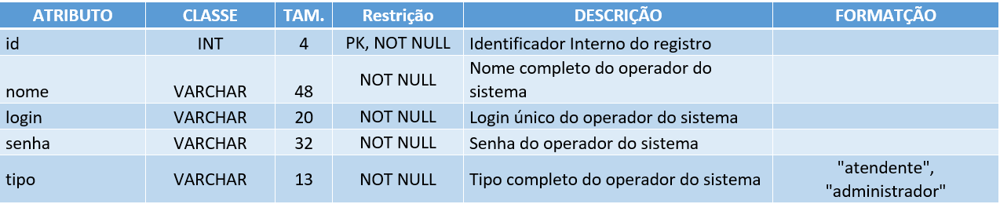 ATRIBUTO CLASSE TAM. Restrição DESCRIÇÃO FORMATÇÃO
id INT 4 PK, NOT NULL Identificador Interno do registro
nome VARCHAR 48 NOT NULL Nome completo do operador do
sistema
login VARCHAR 20 NOT NULL Login único do operador do sistema
senha VARCHAR 32 NOT NULL Senha do operador do sistema
tipo VARCHAR 13 NOT NULL Tipo completo do operador do sistema "atendente",
"administrador"